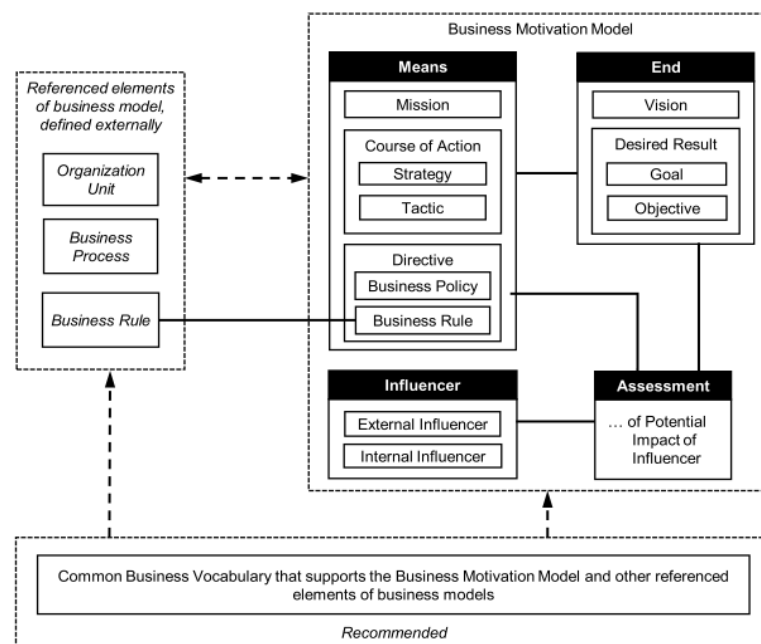 Business Motivation Model
Referenced elements
of business model,
defined externally
Organization
Unit
Business
Process
Business Rule
Means
Mission
Course of Action
Strategy
Tactic
Directive
Business Policy
Business Rule
End
Vision
Desired Result
Goal
Objective
Influencer
External Influencer
Internal Influencer
Assessment
... of Potential
Impact of
Influencer
Common Business Vocabulary that supports the Business Motivation Model and other referenced
elements of business models
Recommended